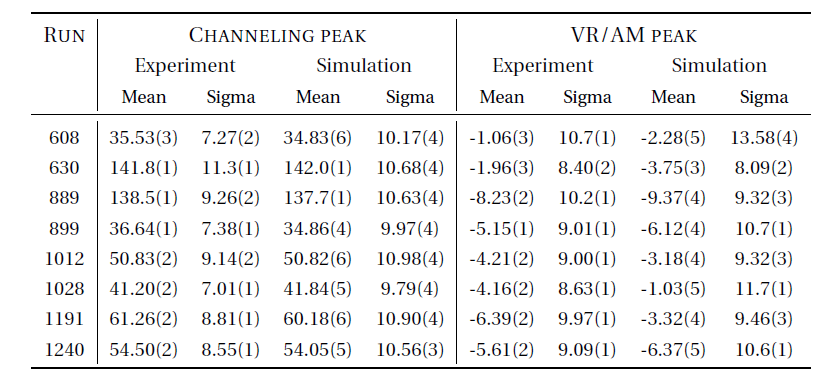 RUN CHANNELING PEAK VR/AM PEAK
Experiment Simulation Experiment Simulation
Mean Sigma Mean Sigma Mean Sigma Mean Sigma
608 35.53(3) 7.27(2) 34.83(6) 10.17(4) -1.06(3) 10.7(1) -2.28(5) 13.58(4)
630 141.8(1) 11.3(1) 142.0(1) 10.68(4) -1.96(3) 8.40(2) -3.75(3) 8.09(2)
889 138.5(1) 9.26(2) 137.7(1) 10.63(4) -8.23(2) 10.2(1) -9.37(4) 9.32(3)
899 36.64(1) 7.38(1) 34.86(4) 9.97(4) -5.15(1) 9.01(1) -6.12(4) 10.7(1)
1012 50.83(2) 9.14(2) 50.82(6) 10.98(4) -4.21(2) 9.00(1) -3.18(4) 9.32(3)
1028 41.20(2) 7.01(1) 41.84(5) 9.79(4) -4.16(2) 8.63(1) -1.03(5) 11.7(1)
1191 61.26(2) 8.81(1) 60.18(6) 10.90(4) -6.39(2) 9.97(1) -3.32(4) 9.46(3)
1240 54.50(2) 8.55(1) 54.05(5) 10.56(3) -5.61(2) 9.09(1) -6.37(5) 10.6(1)